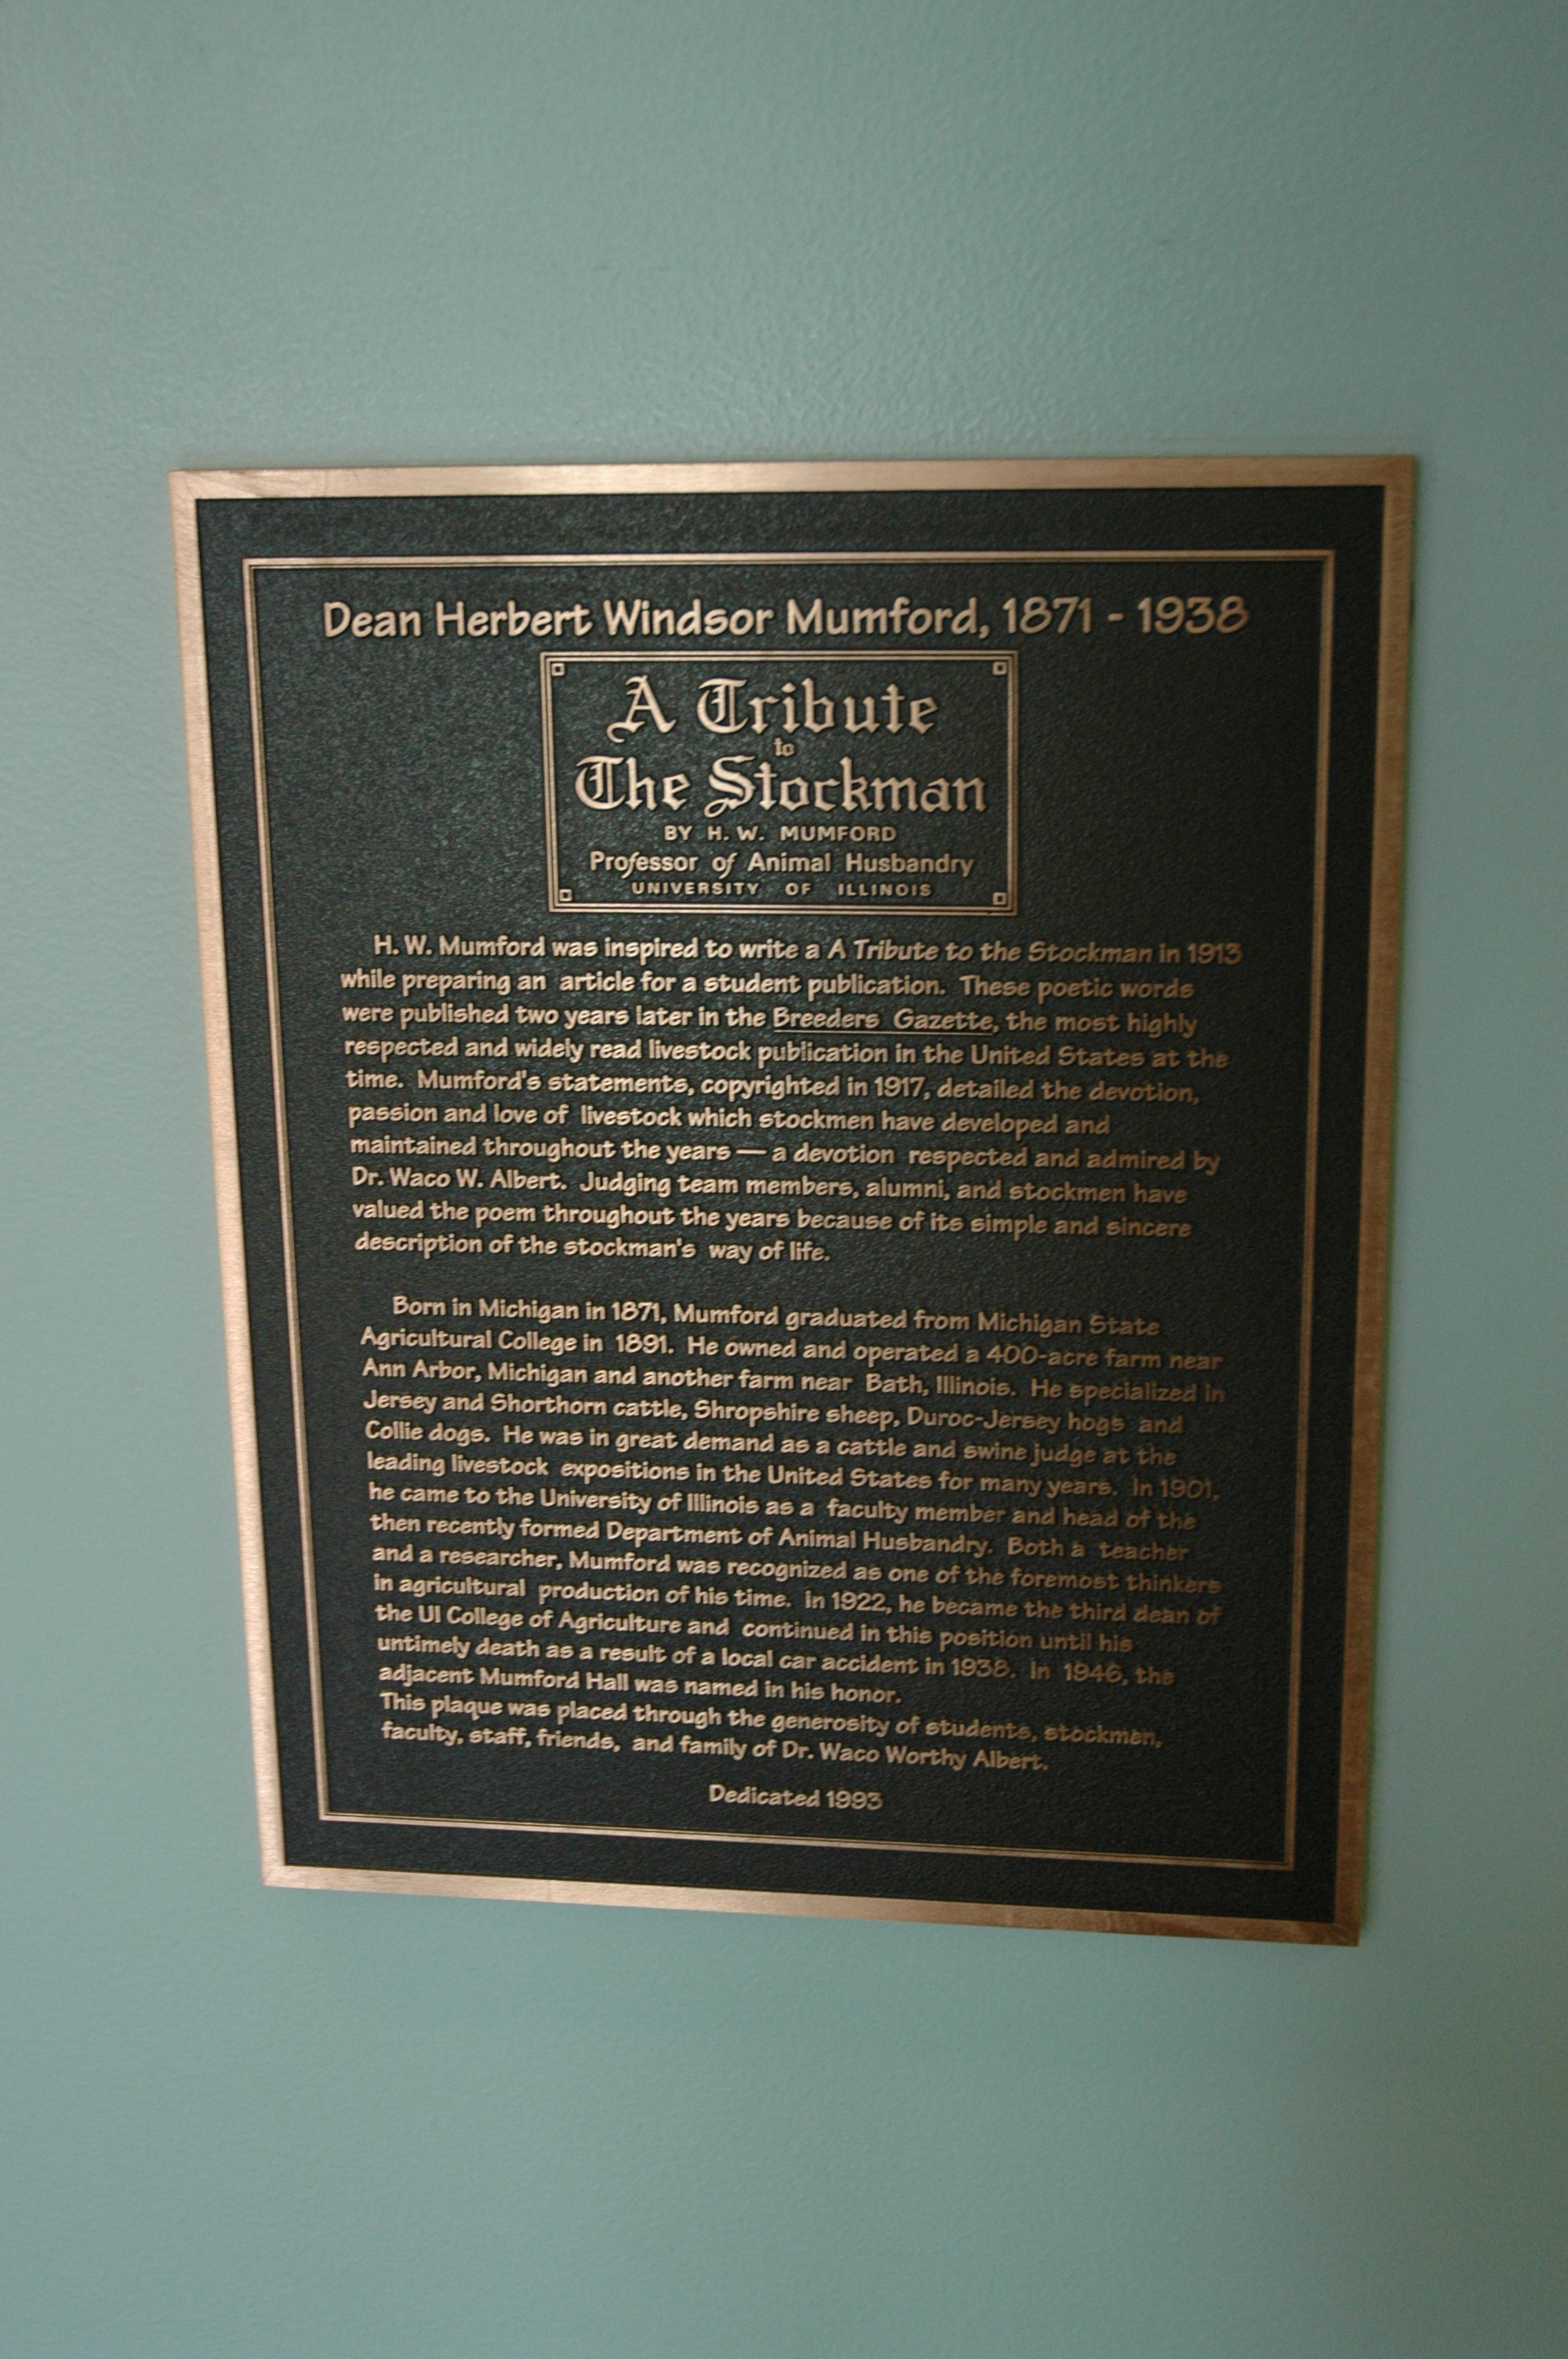 Dean Herbert Windsor Mumford, 1871 - 1938
A Tribute
to
The Stockman
BY H. W. MUMFORD
Professor of Animal Husbandry
UNIVERSITY OF ILLINOIS
H. W. Mumford was inspired to write a A Tribute to the Stockman in 1913
while preparing an article for a student publication. These poetic words
were published two years later in the Breeders Gazette, the most highly
respected and widely read livestock publication in the United States at the
time. Mumford's statements, copyrighted in 1917, detailed the devotion,
passion and love of livestock which stockmen have developed and
maintained throughout the years — a devotion respected and admired by
Dr. Waco W. Albert. Judging team members, alumni, and stockmen have
valued the poem throughout the years because of its simple and sincere
description of the stockman's way of life.
Born in Michigan in 1871, Mumford graduated from Michigan State
Agricultural College in 1891. He owned and operated a 400-acre farm near
Ann Arbor, Michigan and another farm near Bath, Illinois. He specialized in
Jersey and Shorthorn cattle, Shropshire sheep, Duroc-Jersey hogs and
Collie dogs. He was in great demand as a cattle and swine judge at the
leading livestock expositions in the United States for many years. In 1901,
he came to the University of Illinois as a faculty member and head of the
then recently formed Department of Animal Husbandry. Both a teacher
and a researcher, Mumford was recognized as one of the foremost thinkers
in agricultural production of his time. In 1922, he became the third dean of
the UI College of Agriculture and continued in this position until his
untimely death as a result of a local car accident in 1938. In 1946, the
adjacent Mumford Hall was named in his honor.
This plaque was placed through the generosity of students, stockmen,
faculty, staff, friends, and family of Dr. Waco Worthy Albert.
Dedicated 1993